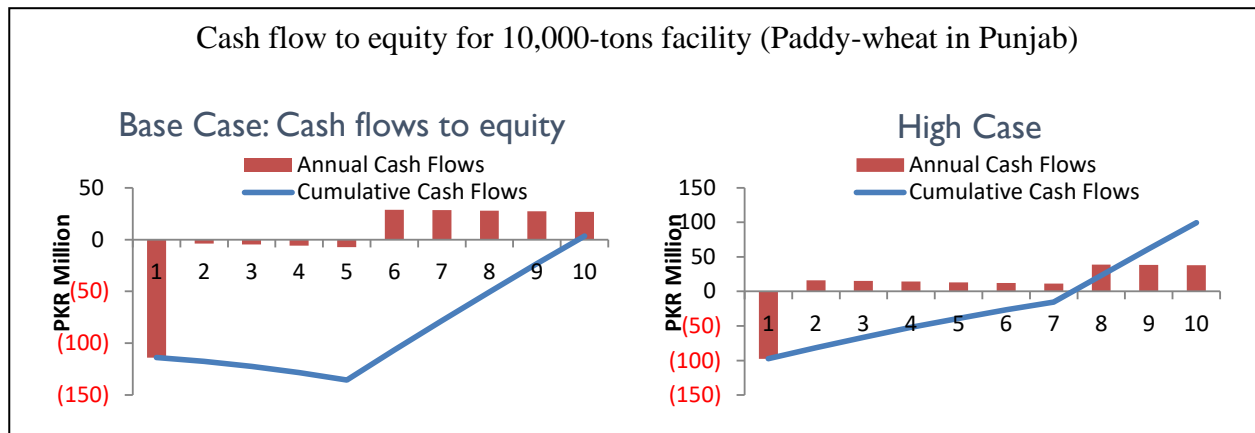 Cash flow to equity for 10,000-tons facility (Paddy-wheat in Punjab)
Base Case: Cash flows to equity
Annual Cash Flows
Cumulative Cash Flows
PKR Million
50
0
(50)
(100)
(150)
1 2 3 4 5 6 7 8 9 10
High Case
Annual Cash Flows
Cumulative Cash Flows
PKR Million
150
100
50
0
(50)
(100)
(150)
1 2 3 4 5 6 7 8 9 10